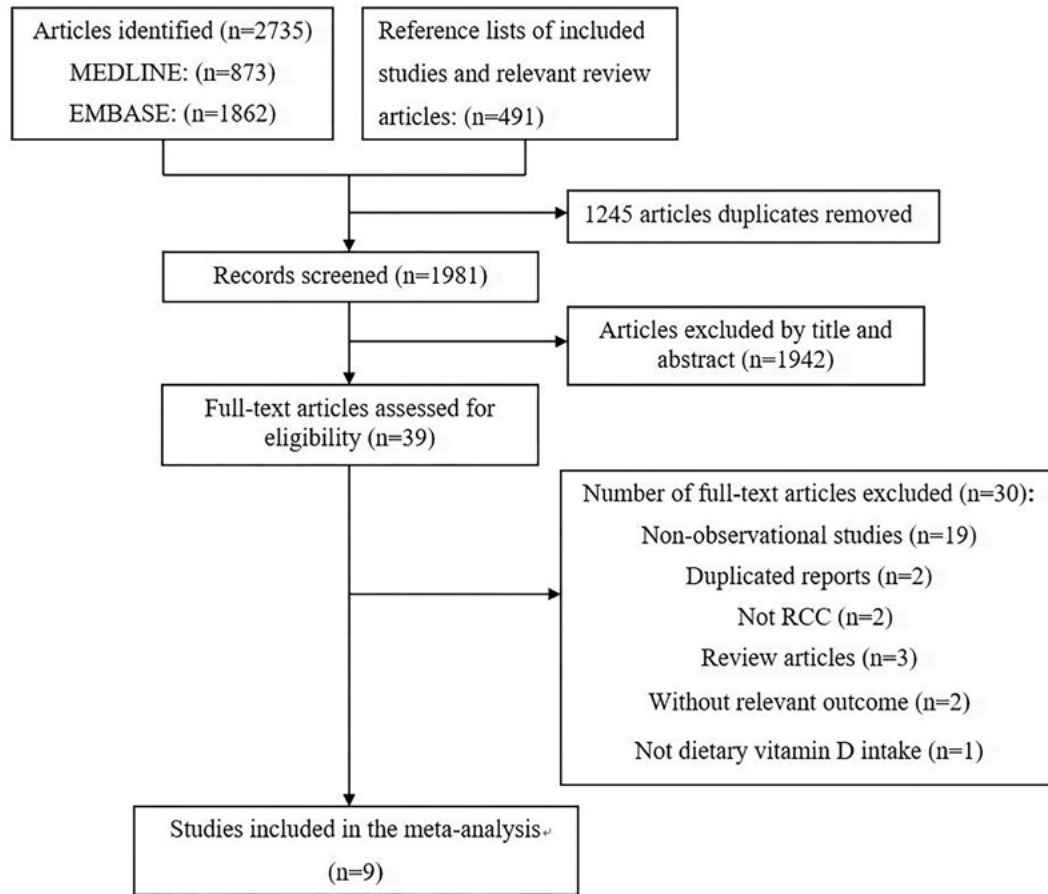 Articles identified (n=2735)
MEDLINE: (n=873)
EMBASE: (n=1862)
Reference lists of included
studies and relevant review
articles: (n=491)
1245 articles duplicates removed
Records screened (n=1981)
Articles excluded by title and
abstract (n=1942)
Full-text articles assessed for
eligibility (n=39)
Number of full-text articles excluded (n=30):
Non-observational studies (n=19)
Duplicated reports (n=2)
Not RCC (n=2)
Review articles (n=3)
Without relevant outcome (n=2)
Not dietary vitamin D intake (n=1)
Studies included in the meta-analysis↵
(n=9)